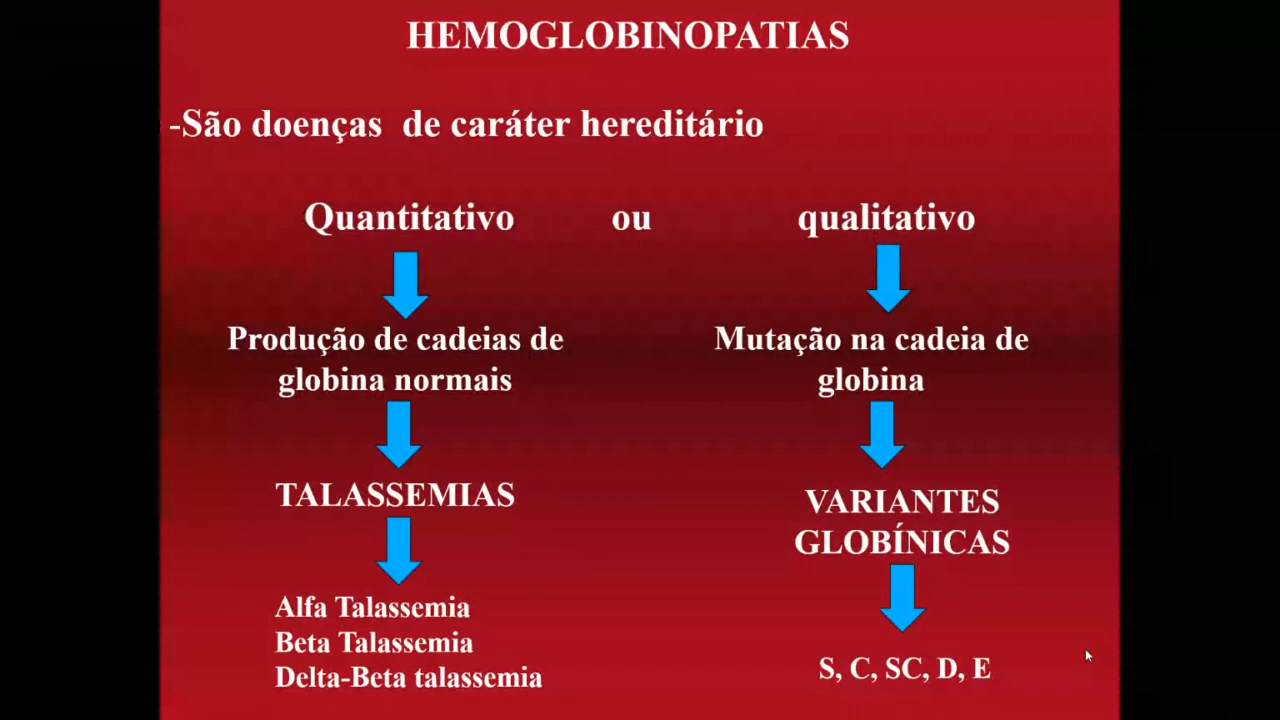 HEMOGLOBINOPATIAS
-São doenças de caráter hereditário
Quantitativo ou qualitativo
Produção de cadeias de
globina normais
Mutação na cadeia de
globina
TALASSEMIAS
VARIANTES
GLOBÍNICAS
Alfa Talassemia
Beta Talassemia
Delta-Beta talassemia
S, C, SC, D, E